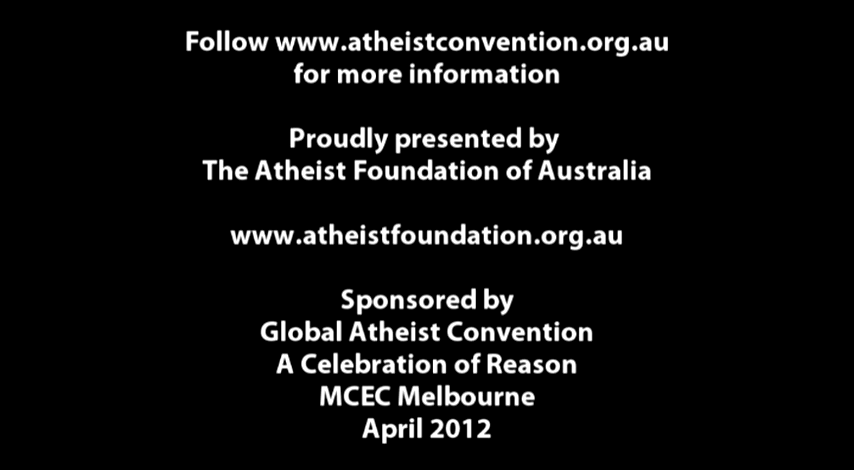 Follow www.atheistconvention.org.au
for more information
Proudly presented by
The Atheist Foundation of Australia
www.atheistfoundation.org.au
Sponsored by
Global Atheist Convention
A Celebration of Reason
MCEC Melbourne
April 2012